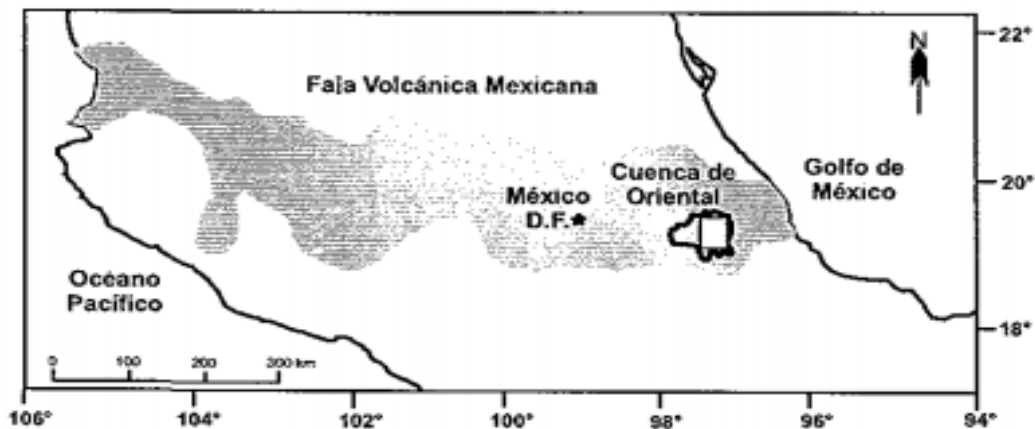 22°
N
Faja Volcánica Mexicana
Cuenca de
Oriental
Golfo de
México
20°
México
D.F.
Océano
Pacífico
18°
0 100 200 300 km
106° 104° 102° 100° 98° 96° 94°